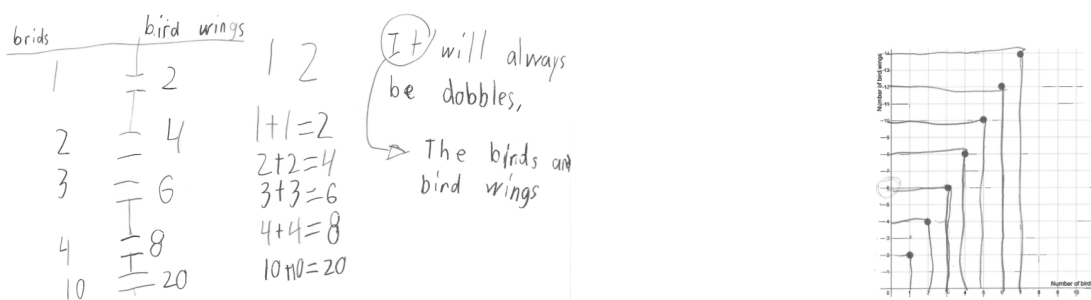 brids bird wings
1 = 2
2 = 4
3 = 6
4 = 8
10 = 20
1 2
1+1=2
2+2=4
3+3=6
4+4=8
10+10=20
It will always
be dobbles,
The birds an
bird wings
Number of bird wings
Number of bird